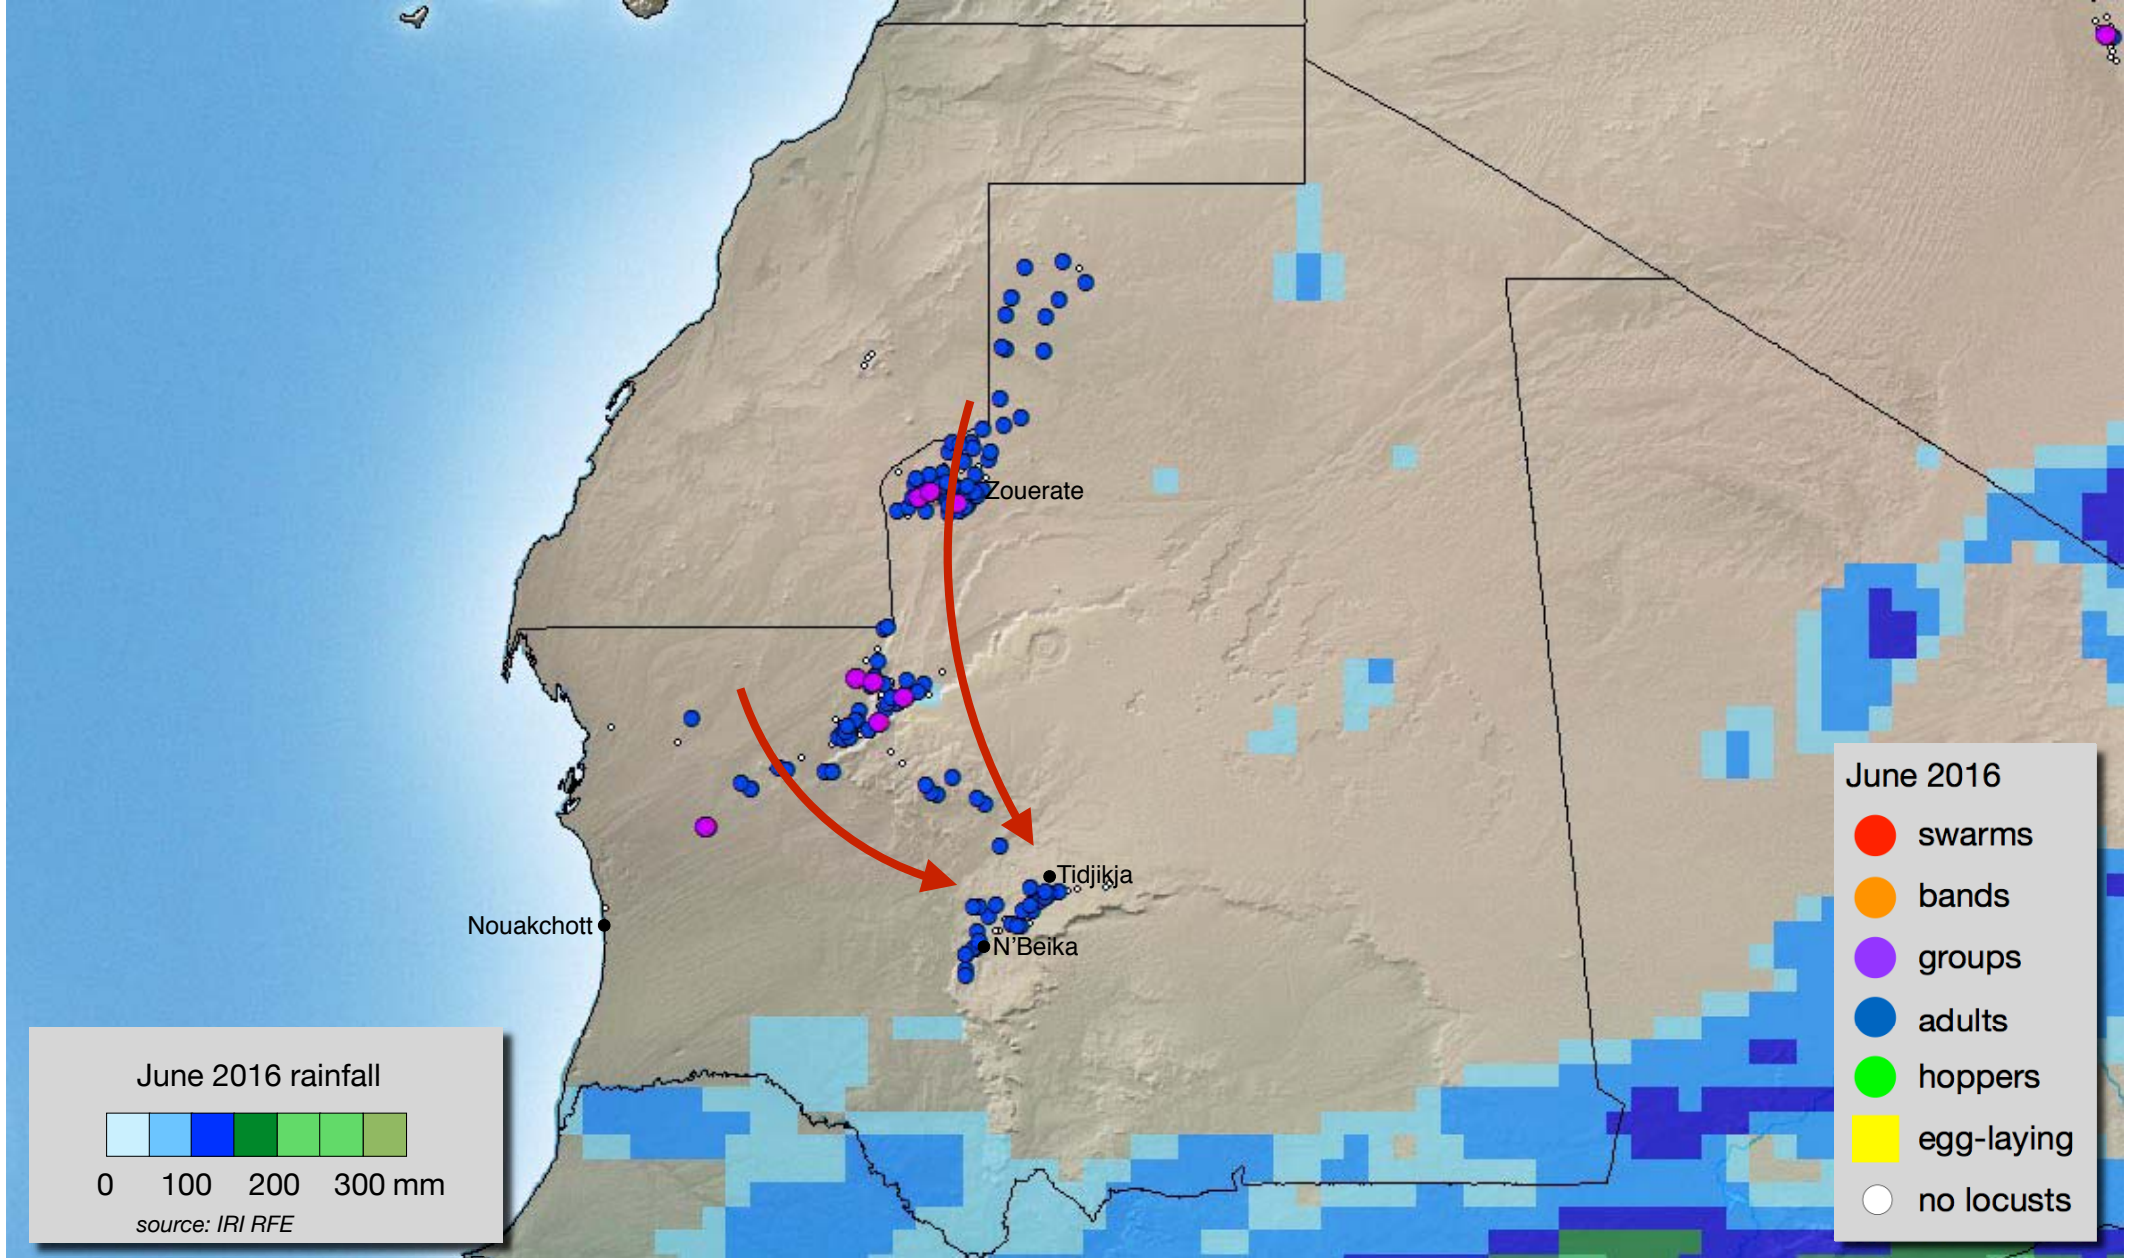 Zouerate
Tidjikja
Nouakchott
N'Beika
June 2016
swarms
bands
groups
adults
hoppers
egg-laying
no locusts
June 2016 rainfall
0 100 200 300 mm
source: IRI RFE